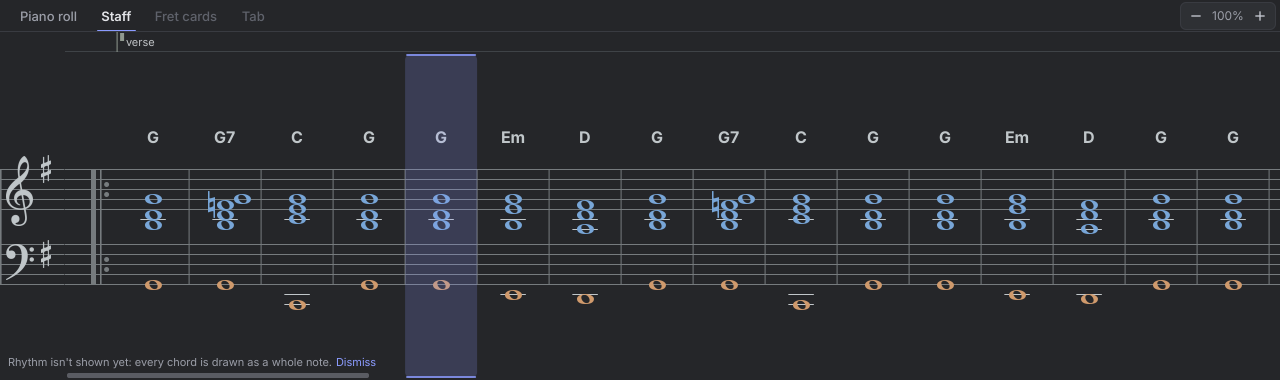 Piano roll Staff Fret cards Tab − 100% +
verse
G G7 C G G Em D G G7 C G G Em D G G
Rhythm isn't shown yet: every chord is drawn as a whole note. Dismiss